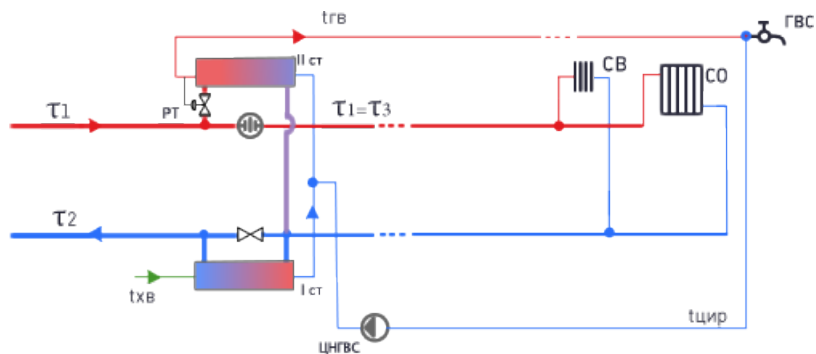 tгв
ГВС
II ст
СВ
СО
τ1
РТ
τ1=τ3
τ2
tхв
I ст
tцир
ЦНГВС